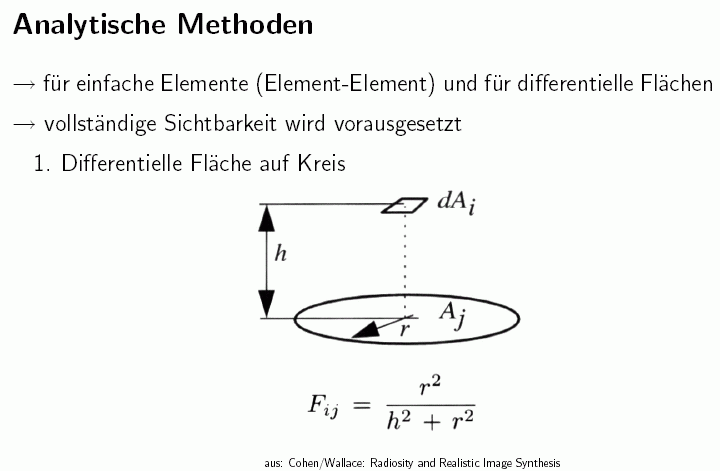 Analytische Methoden
→ für einfache Elemente (Element-Element) und für differentielle Flächen
→ vollständige Sichtbarkeit wird vorausgesetzt
1. Differentielle Fläche auf Kreis
dA_i
h
A_j
r
F_{ij} = \frac{r^2}{h^2 + r^2}
aus: Cohen/Wallace: Radiosity and Realistic Image Synthesis